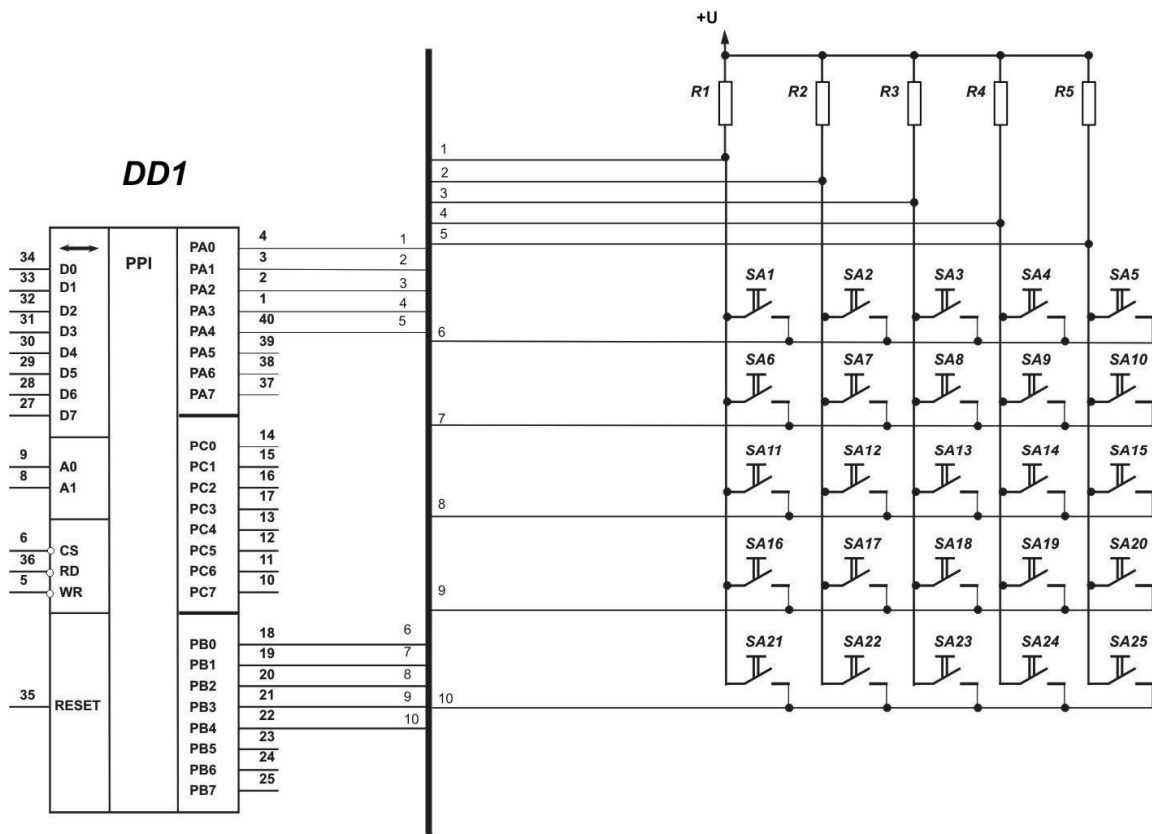 +U
R1 R2 R3 R4 R5
DD1
1
2
3
4
5
6
7
8
9
10
PPI
34 D0
33 D1
32 D2
31 D3
30 D4
29 D5
28 D6
27 D7
9 A0
8 A1
6 CS
36 RD
5 WR
35 RESET
PA0 4 1
PA1 3 2
PA2 2 3
PA3 1 4
PA4 40 5
PA5 39
PA6 38
PA7 37
PC0 14
PC1 15
PC2 16
PC3 17
PC4 13
PC5 12
PC6 11
PC7 10
PB0 18 6
PB1 19 7
PB2 20 8
PB3 21 9
PB4 22 10
PB5 23
PB6 24
PB7 25
SA1 SA2 SA3 SA4 SA5
SA6 SA7 SA8 SA9 SA10
SA11 SA12 SA13 SA14 SA15
SA16 SA17 SA18 SA19 SA20
SA21 SA22 SA23 SA24 SA25